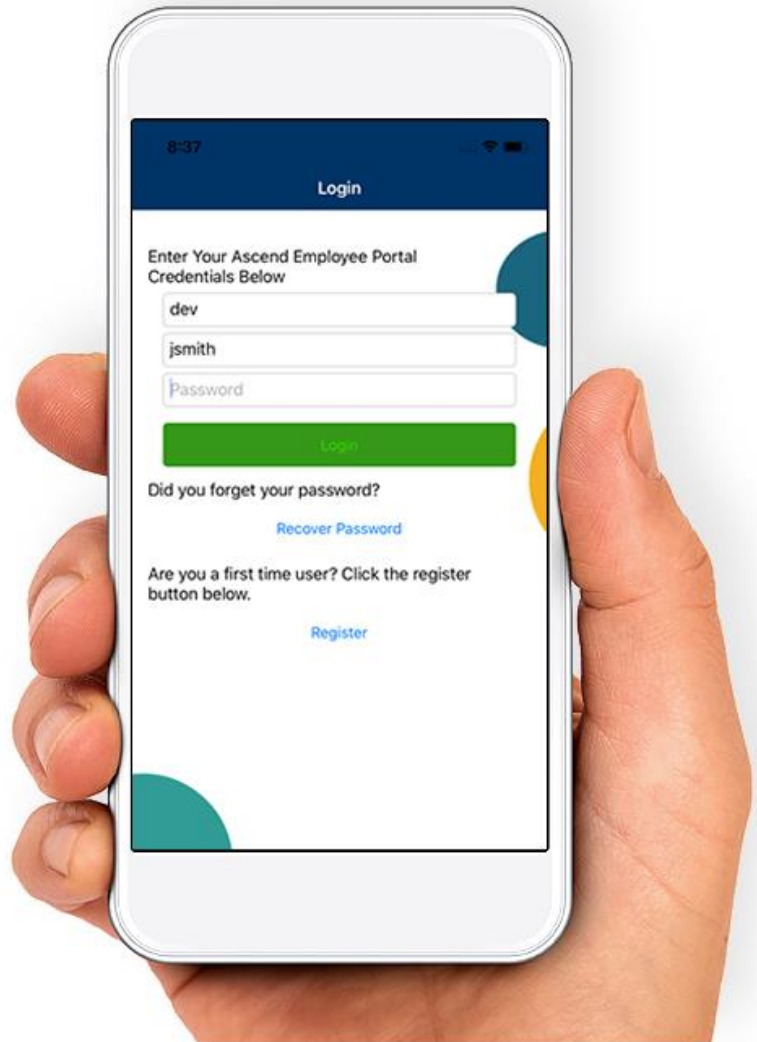 8:37
Login
Enter Your Ascend Employee Portal
Credentials Below
dev
jsmith
Password
Login
Did you forget your password?
Recover Password
Are you a first time user? Click the register
button below.
Register